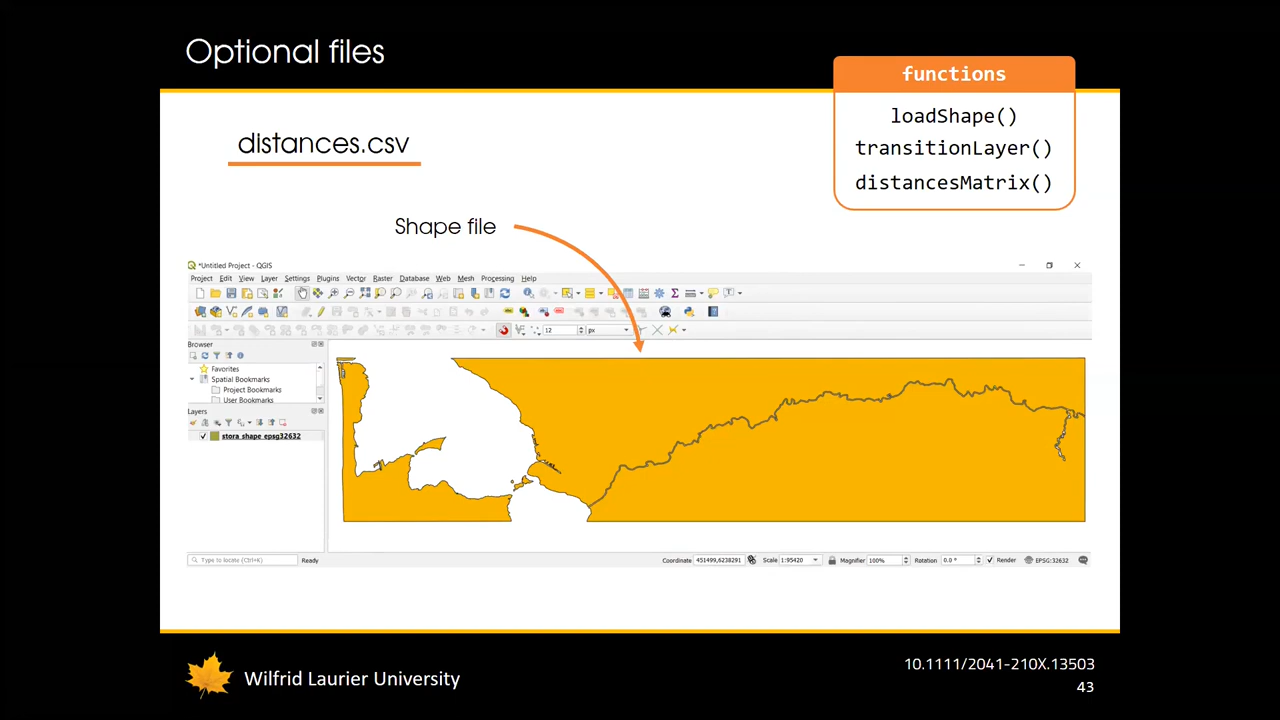 Optional files
functions
loadShape()
transitionLayer()
distancesMatrix()
distances.csv
Shape file
*Untitled Project - QGIS
Project Edit View Layer Settings Plugins Vector Raster Database Web Mesh Processing Help
12 px
Browser
Favorites
Spatial Bookmarks
Project Bookmarks
User Bookmarks
Layers
stora_shape_epsg32632
Type to locate (Ctrl+K) Ready Coordinate 451499,6238291 Scale 1:95420 Magnifier 100% Rotation 0.0 ° Render EPSG:32632
Wilfrid Laurier University
10.1111/2041-210X.13503
43